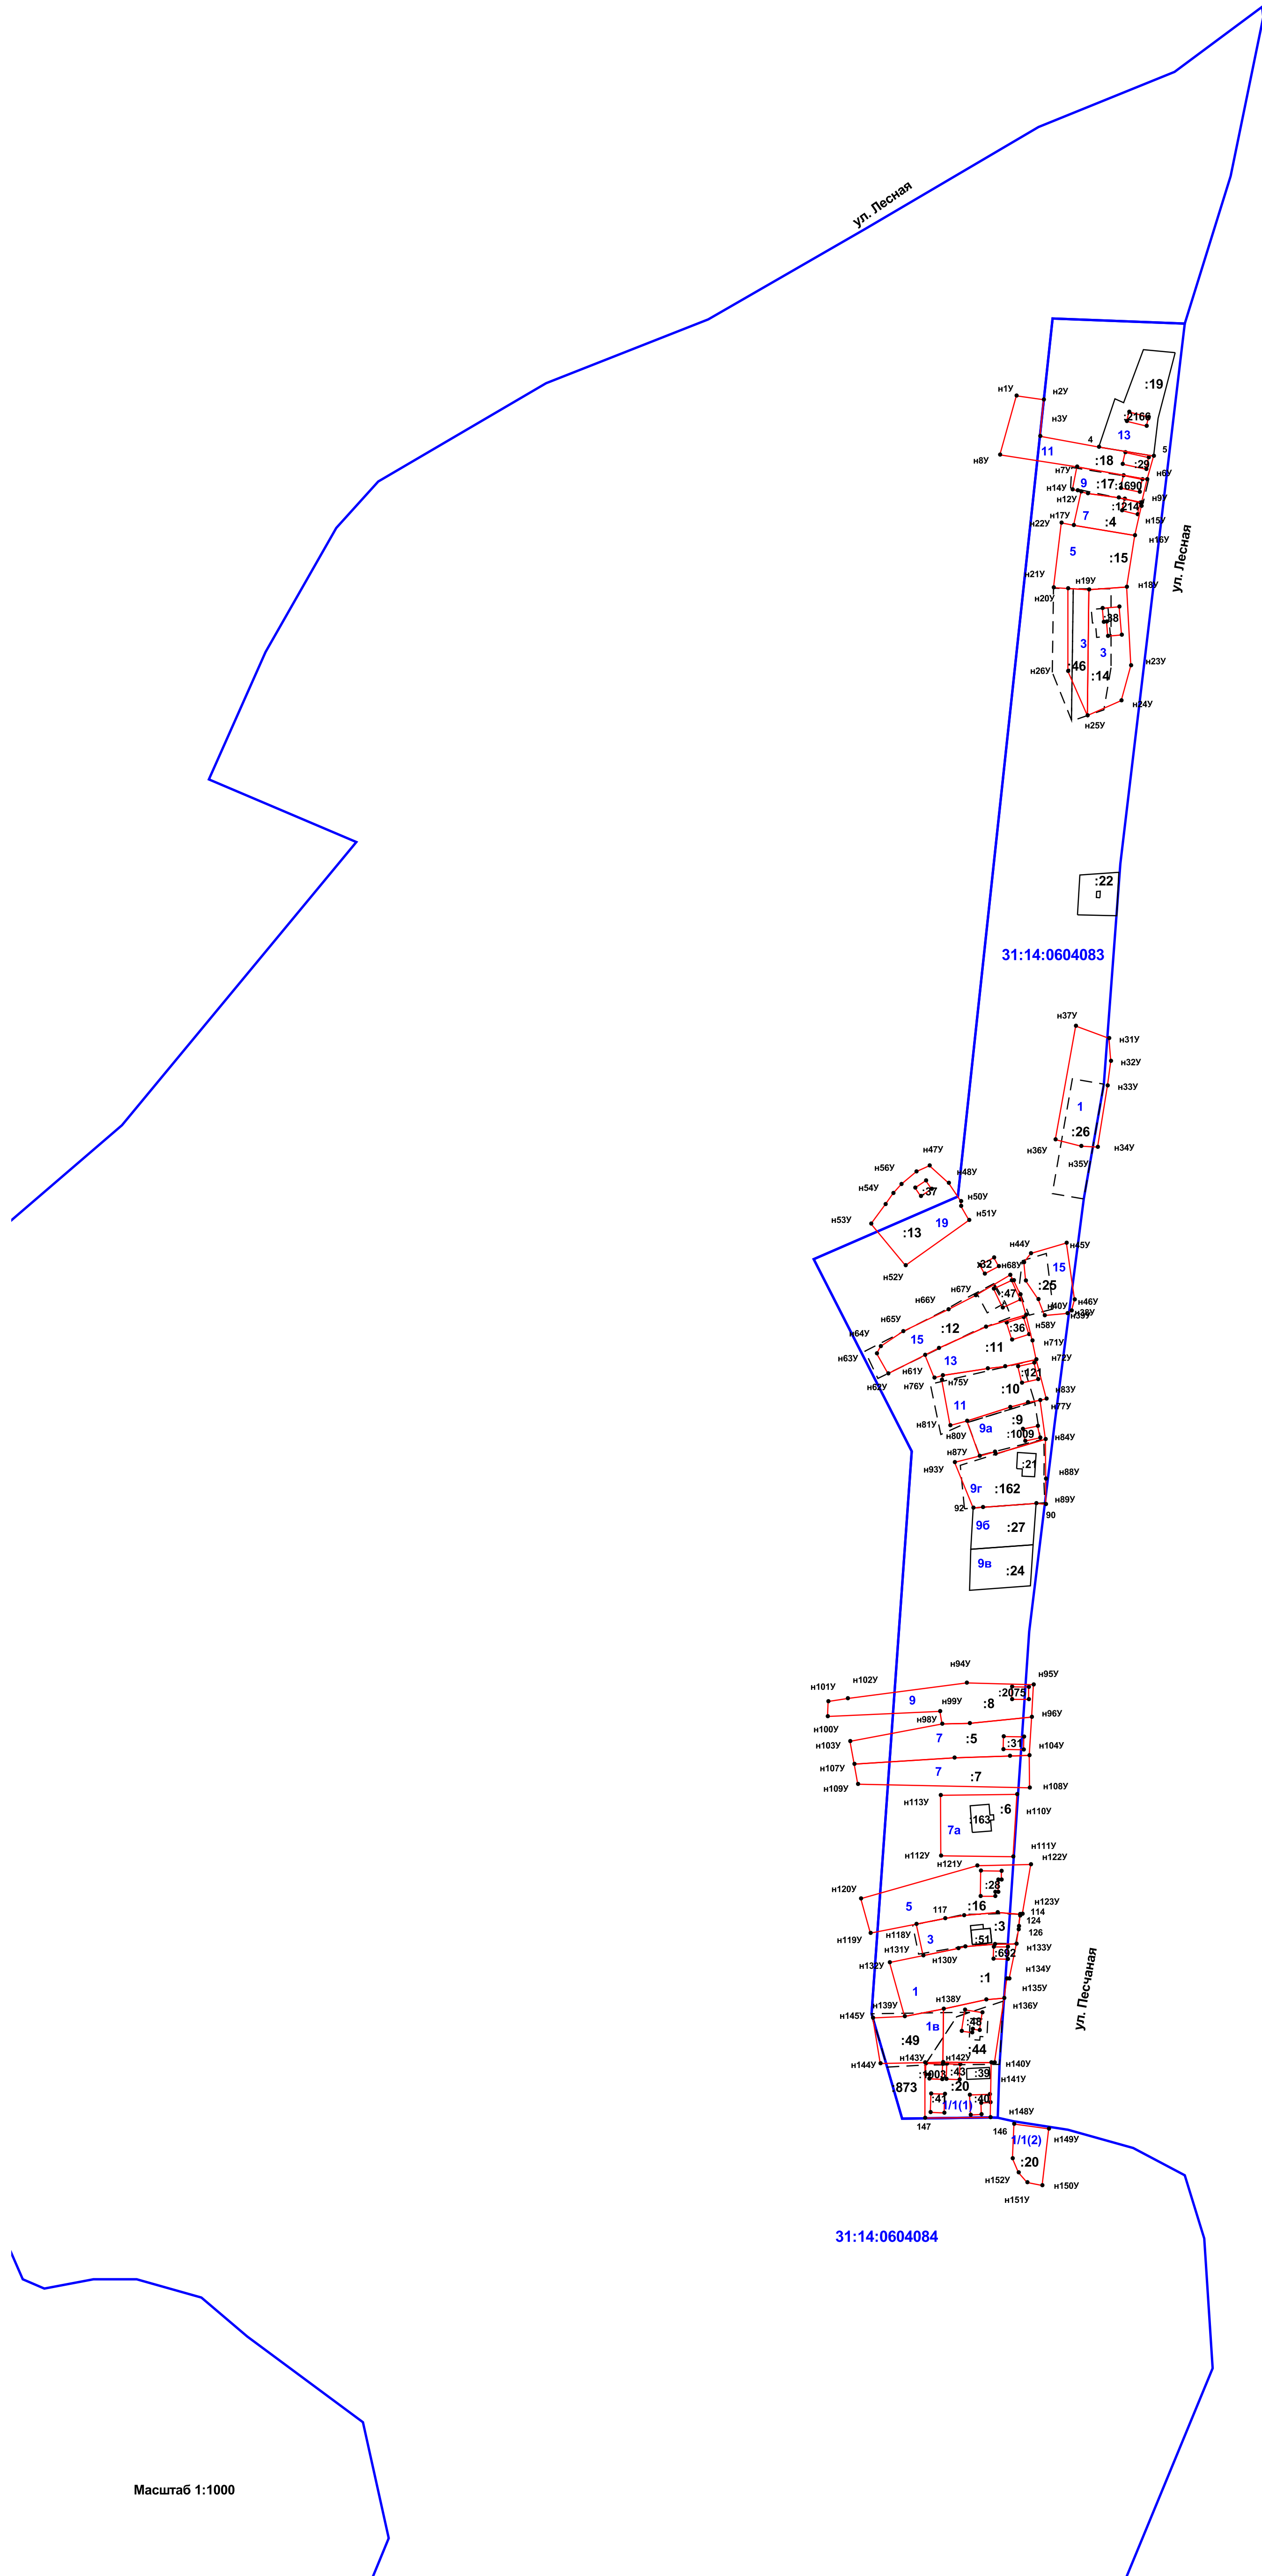 ул. Лесная
:19
н1У
н2У
:2166
н3У
13
4
5
11
н8У
:18
:29
н7У
н6У
9
:17
:1690
н14У
н12У
н9У
:1214
н17У
7
н15У
н22У
:4
н16У
5
:15
ул. Лесная
н21У
н19У
н18У
н20У
:38
3
3
:46
н26У
:14
н23У
н24У
н25У
:22
31:14:0604083
н37У
н31У
н32У
н33У
1
:26
н36У
н34У
н35У
н47У
н56У
н48У
н54У
:37
н50У
н53У
19
н51У
:13
н44У
н45У
:32
н68У
15
н52У
:25
н67У
:47
н46У
н66У
н40У
н38У
н39У
н65У
:12
:36
н58У
н64У
15
:11
н71У
н63У
13
н72У
н61У
:121
н62У
н76У
н75У
:10
н83У
11
н77У
н81У
9а
:9
н80У
:1009
н84У
н87У
н93У
:21
н88У
9г
:162
н89У
92
90
9б
:27
9в
:24
н94У
н95У
н101У
н102У
9
н99У
:8
:2075
н100У
н98У
н96У
н103У
7
:5
:31
н104У
н107У
7
:7
н109У
н108У
н113У
:6
н110У
:163
7а
н111У
н112У
н121У
н122У
:28
н120У
5
:16
н123У
117
114
н119У
н118У
:3
124
3
:51
126
н131У
н130У
:692
н133У
н132У
:1
н134У
1
н135У
н139У
н138У
н136У
н145У
1в
:48
:49
:44
н144У
н143У
н142У
н140У
:1003
:43
:39
н141У
:873
:20
:41
1/1(1)
:40
147
146
н148У
1/1(2)
н149У
:20
н152У
н150У
н151У
ул. Песчаная
31:14:0604084
Масштаб 1:1000